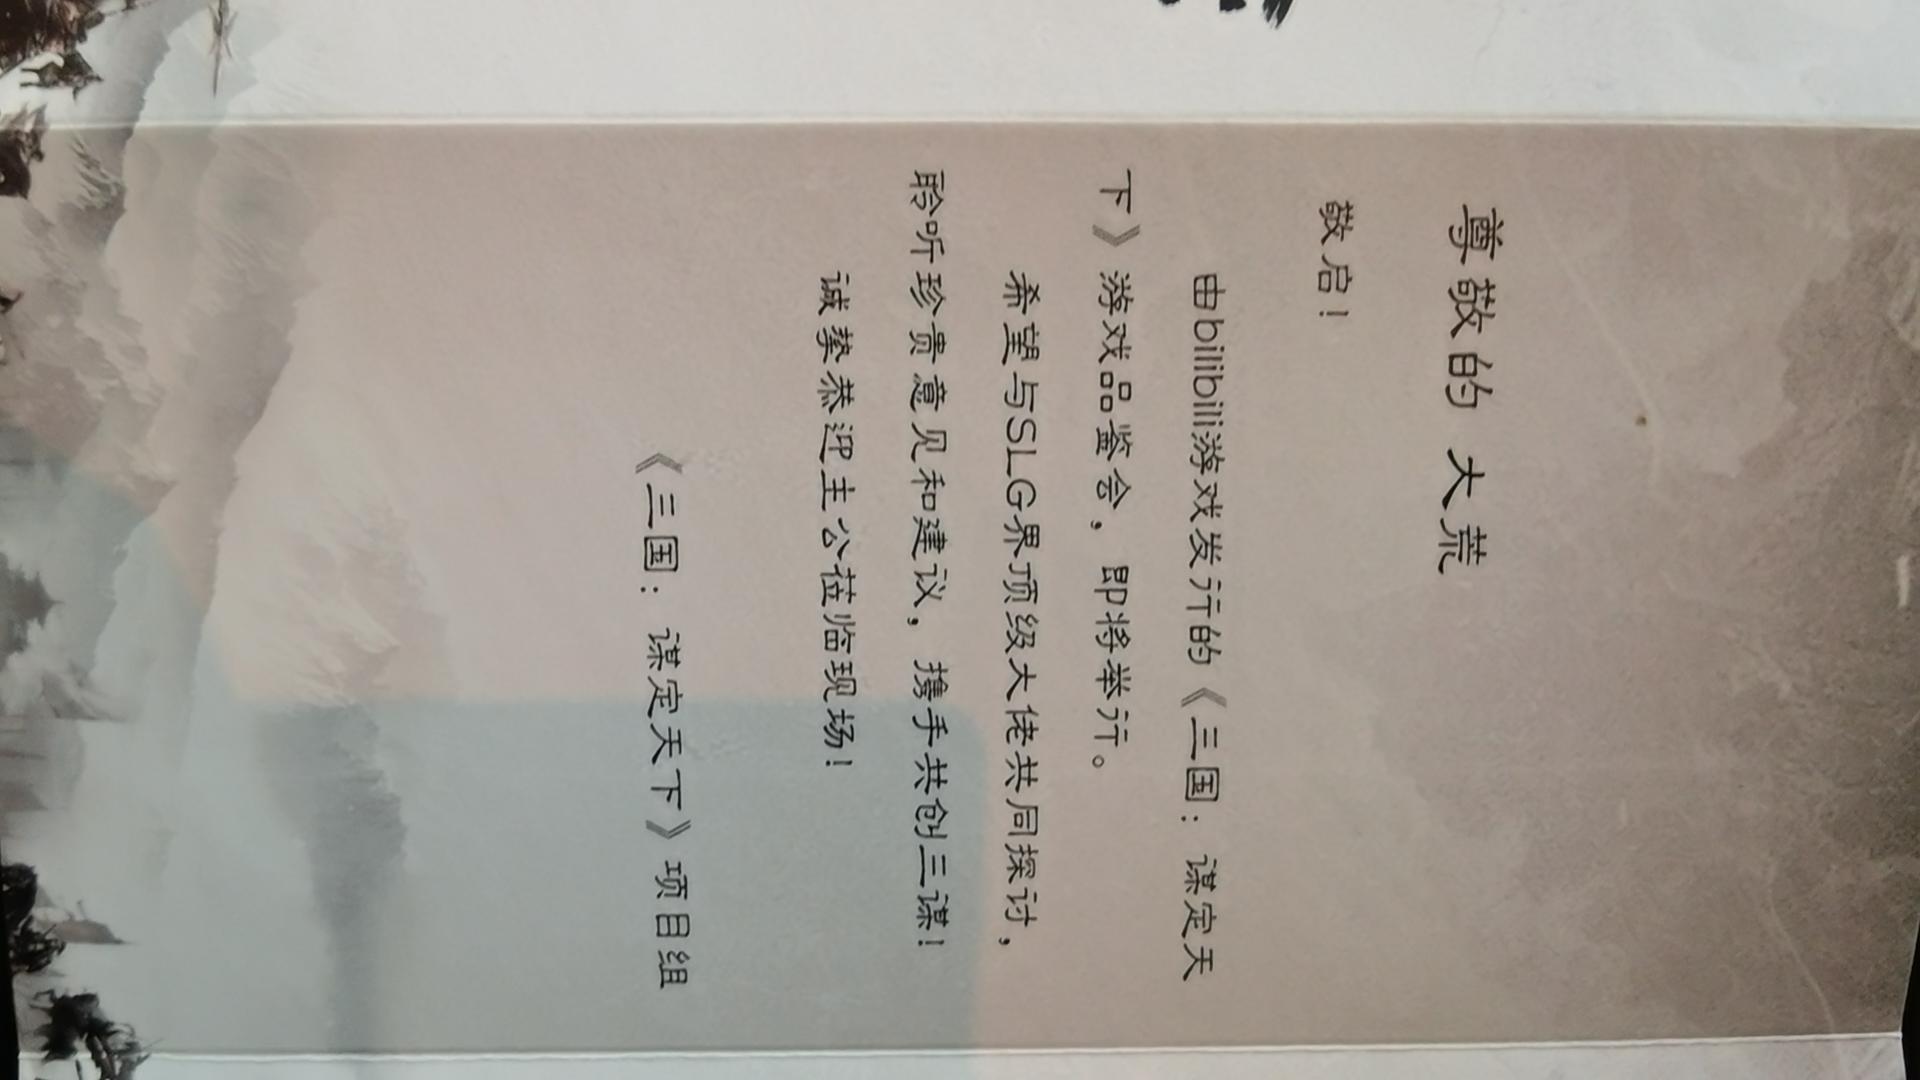 尊敬的 大荒
敬启！
由bilibili游戏发行的《三国：谋定天
下》游戏品鉴会，即将举行。
希望与SLG界顶级大佬共同探讨，
聆听珍贵意见和建议，携手共创三谋！
诚挚恭迎主公莅临现场！
《三国：谋定天下》项目组